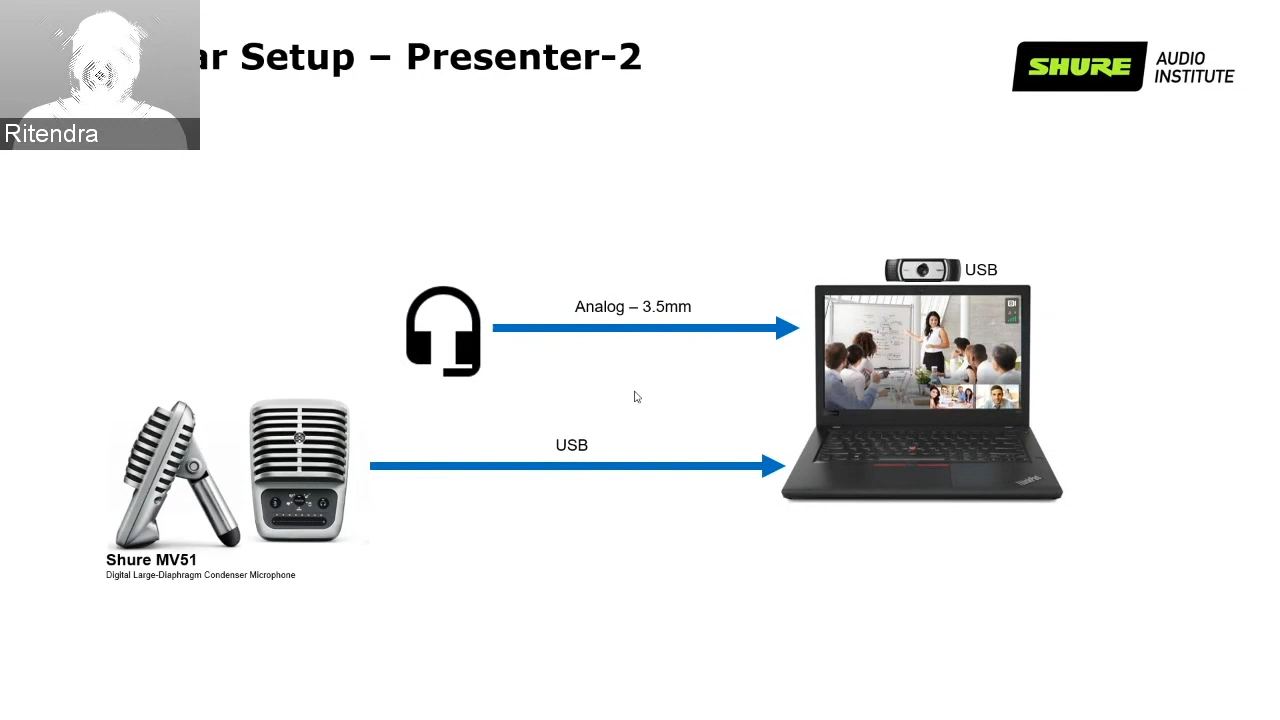 ar Setup – Presenter-2
SHURE
AUDIO
INSTITUTE
Ritendra
USB
Analog – 3.5mm
USB
ThinkPad
Shure MV51
Digital Large-Diaphragm Condenser Microphone